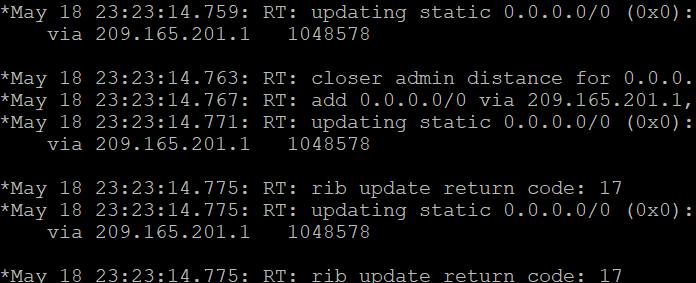 *May 18 23:23:14.759: RT: updating static 0.0.0.0/0 (0x0):
via 209.165.201.1 1048578
*May 18 23:23:14.763: RT: closer admin distance for 0.0.0.
*May 18 23:23:14.767: RT: add 0.0.0.0/0 via 209.165.201.1,
*May 18 23:23:14.771: RT: updating static 0.0.0.0/0 (0x0):
via 209.165.201.1 1048578
*May 18 23:23:14.775: RT: rib update return code: 17
*May 18 23:23:14.775: RT: updating static 0.0.0.0/0 (0x0):
via 209.165.201.1 1048578
*May 18 23:23:14.775: RT: rib update return code: 17